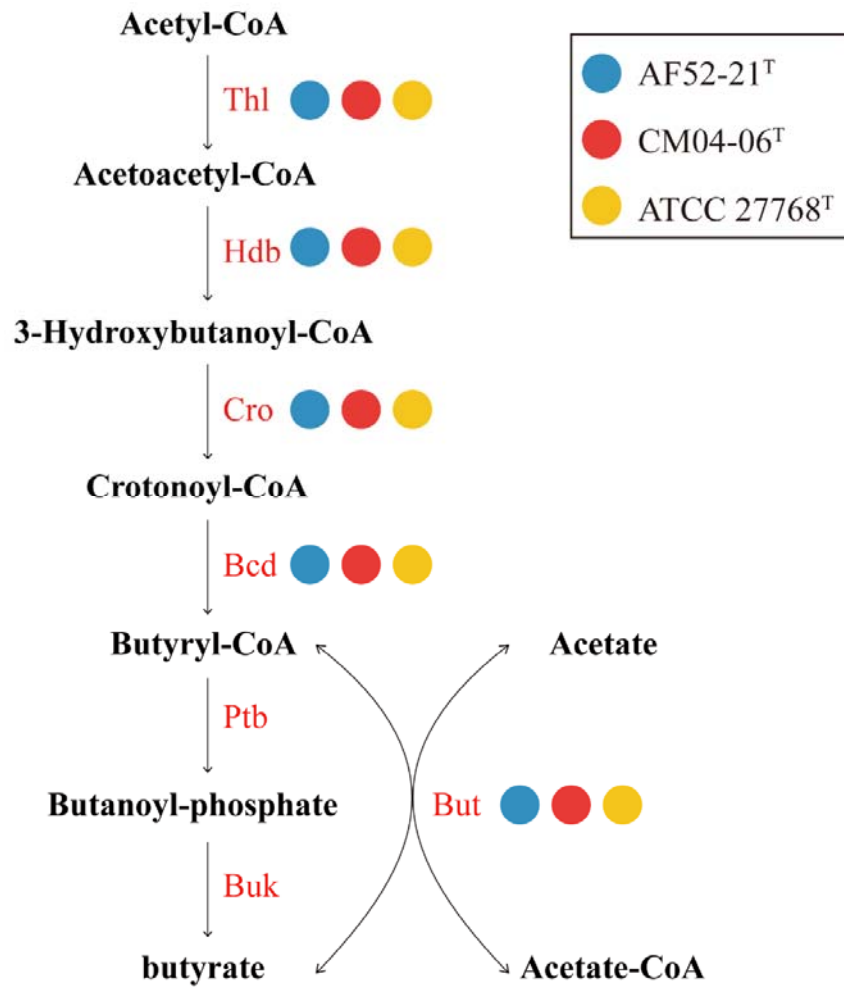 Acetyl-CoA
Thl
Acetoacetyl-CoA
Hdb
3-Hydroxybutanoyl-CoA
Cro
Crotonoyl-CoA
Bcd
Butyryl-CoA
Acetate
Ptb
Butanoyl-phosphate
But
Buk
butyrate
Acetate-CoA
AF52-21ᵀ
CM04-06ᵀ
ATCC 27768ᵀ